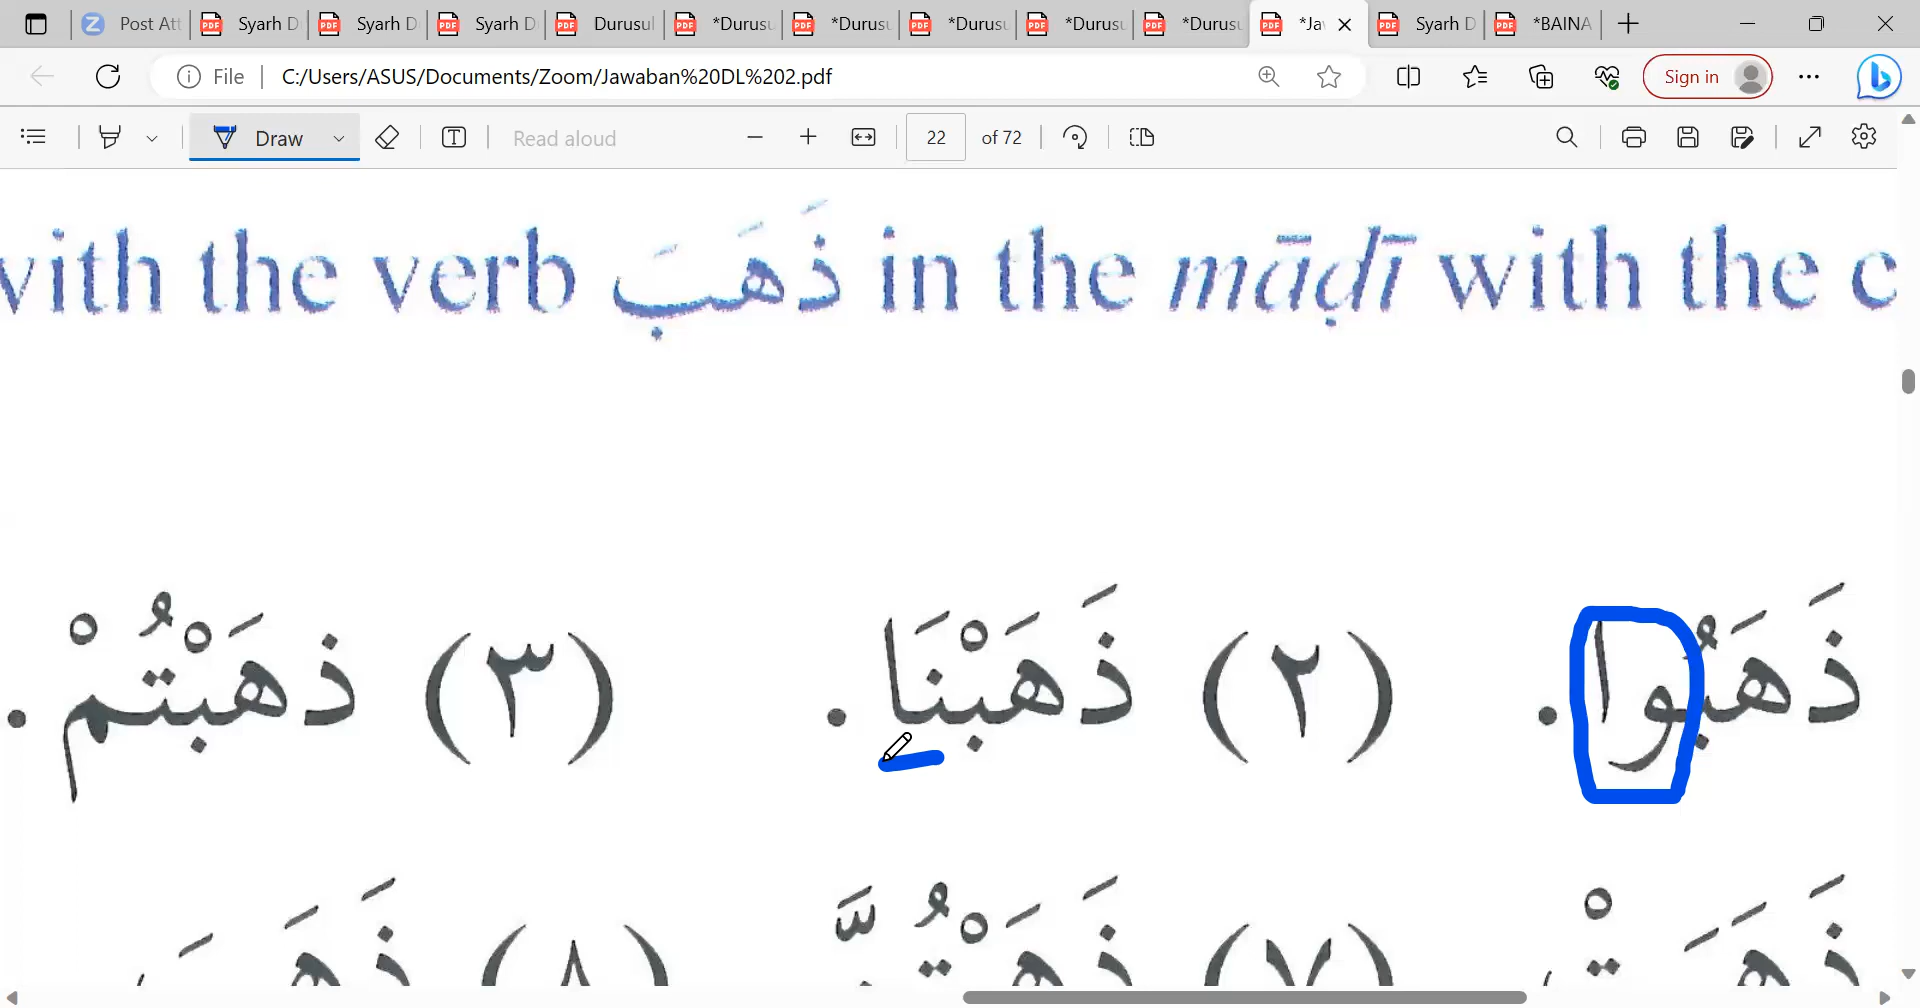 Post Att
Syarh D
Syarh D
Syarh D
Durusul
*Durusu
*Durusu
*Durusu
*Durusu
*Durusu
*Jav
Syarh D
*BAINA
File
C:/Users/ASUS/Documents/Zoom/Jawaban%20DL%202.pdf
Sign in
Draw
Read aloud
22 of 72
with the verb ذَهَبَ in the māḍī with the
ذَهَبُوا . (٢) ذَهَبْنَا . (٣) ذَهَبْتُمْ .
(٧) (٨)